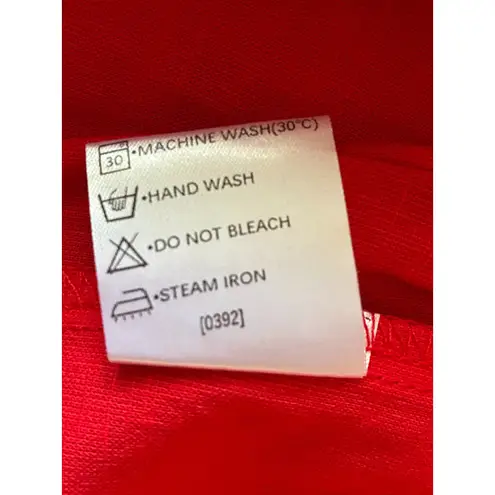 30 •MACHINE WASH(30°C)
•HAND WASH
•DO NOT BLEACH
•STEAM IRON
[0392]